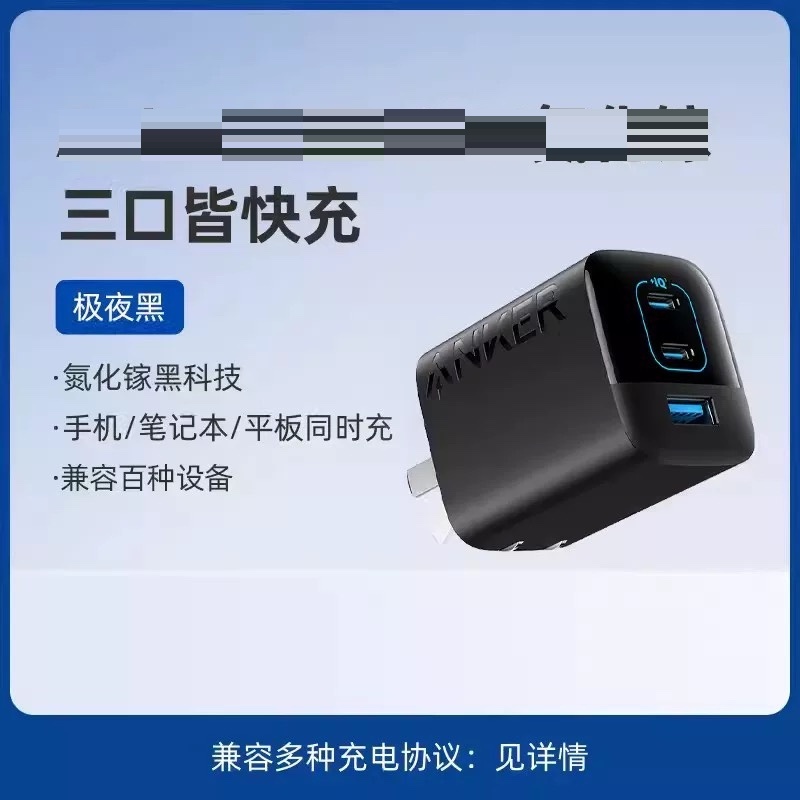 三口皆快充
极夜黑
·氮化镓黑科技
·手机/笔记本/平板同时充
·兼容百种设备
ANKER
IQ
兼容多种充电协议：见详情